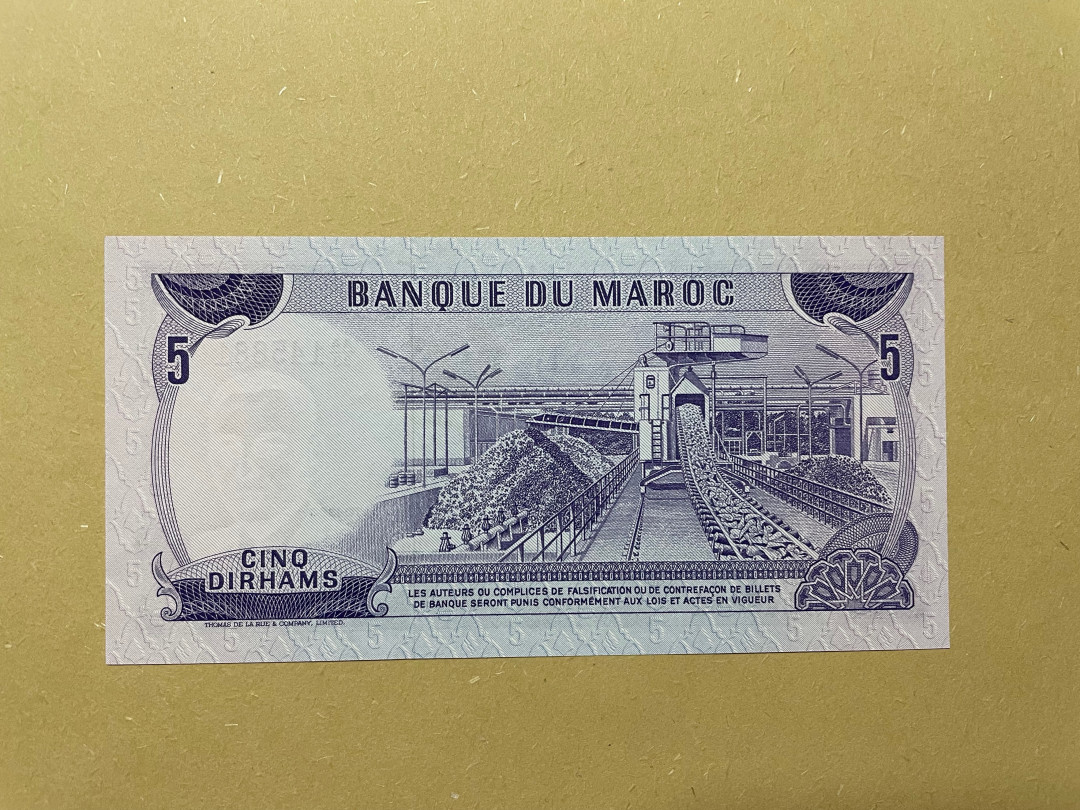 BANQUE DU MAROC
5
5
CINQ
DIRHAMS
LES AUTEURS OU COMPLICES DE FALSIFICATION OU DE CONTREFAÇON DE BILLETS
DE BANQUE SERONT PUNIS CONFORMÉMENT AUX LOIS ET ACTES EN VIGUEUR
THOMAS DE LA RUE & COMPANY, LIMITED.